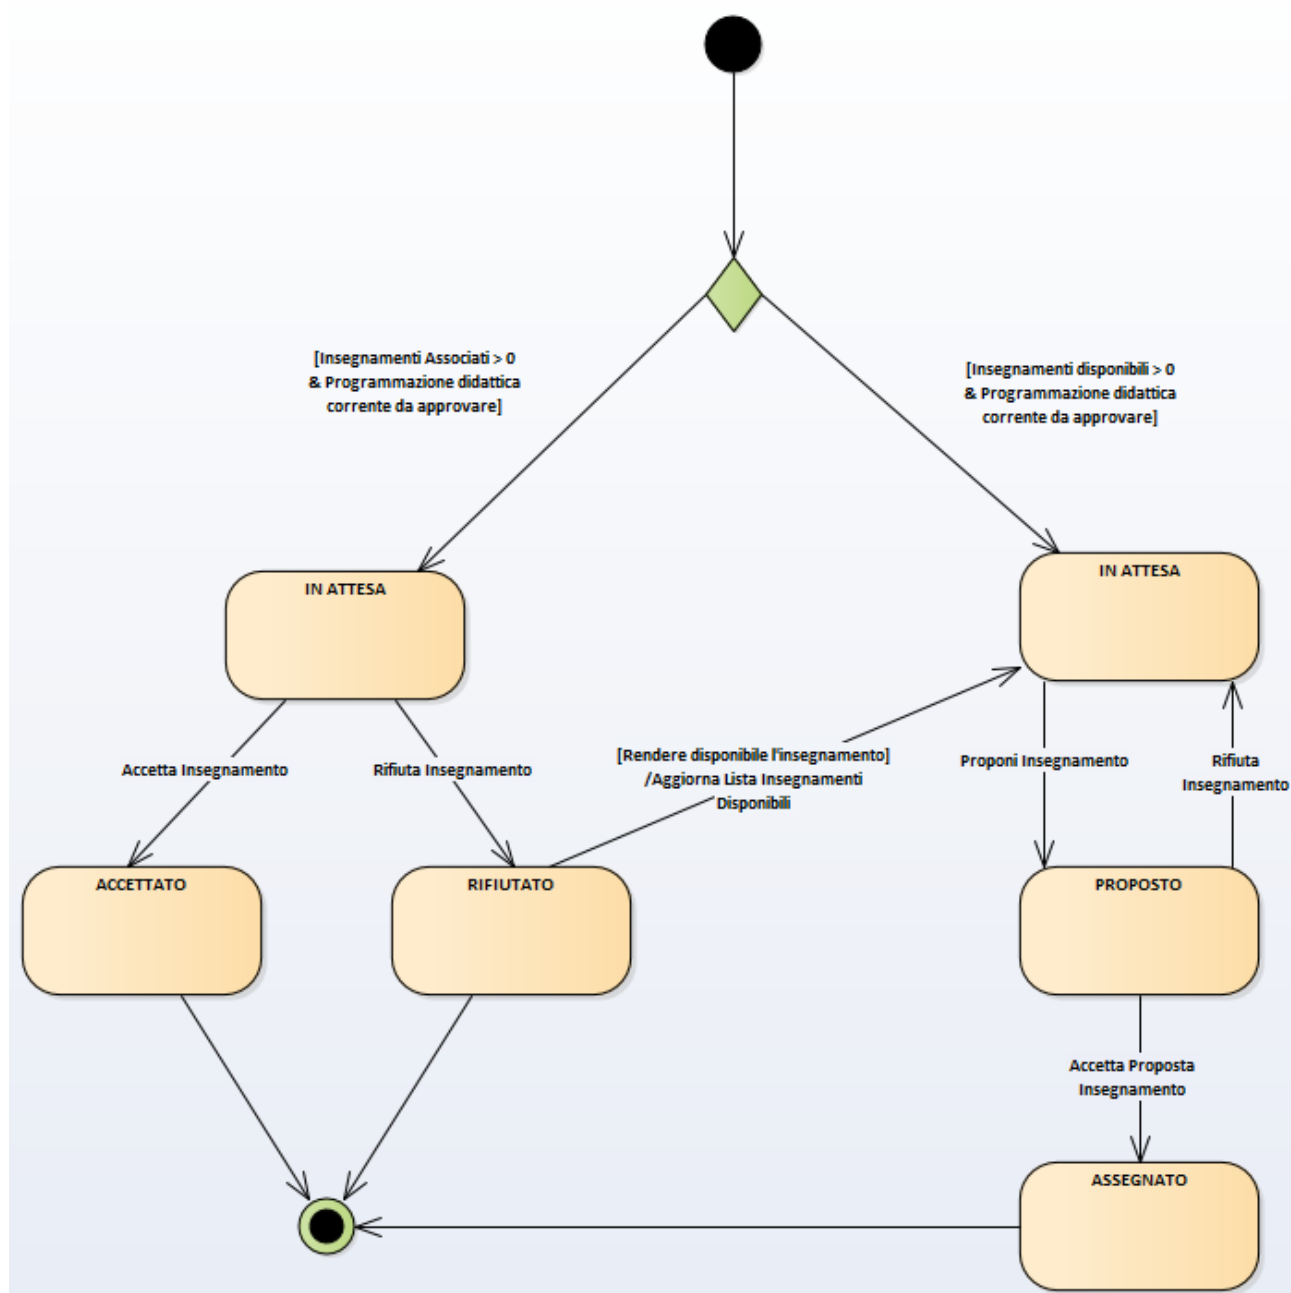 [Insegnamenti Associati > 0
& Programmazione didattica
corrente da approvare]
[Insegnamenti disponibili > 0
& Programmazione didattica
corrente da approvare]
IN ATTESA
IN ATTESA
Accetta Insegnamento
Rifiuta Insegnamento
[Rendere disponibile l'insegnamento]
/Aggiorna Lista Insegnamenti
Disponibili
Proponi Insegnamento
Rifiuta
Insegnamento
ACCETTATO
RIFIUTATO
PROPOSTO
Accetta Proposta
Insegnamento
ASSEGNATO